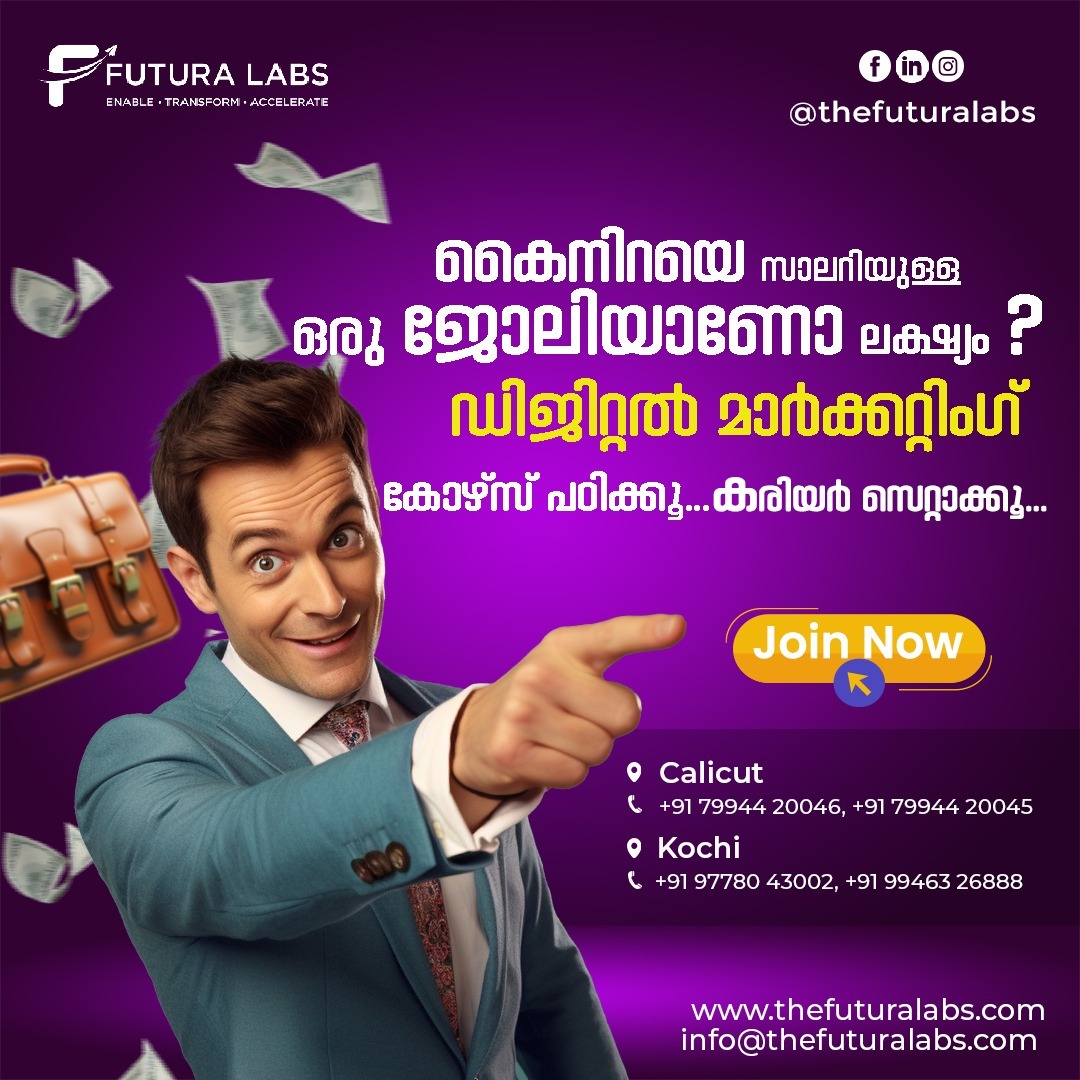 FUTURA LABS
ENABLE • TRANSFORM • ACCELERATE
@thefuturalabs
കൈനിറയെ സാലറിയുള്ള
ഒരു ജോലിയാണോ ലക്ഷ്യം ?
ഡിജിറ്റൽ മാർക്കറ്റിംഗ്
കോഴ്സ് പഠിക്കൂ...കരിയർ സെറ്റാക്കൂ...
Join Now
Calicut
+91 79944 20046, +91 79944 20045
Kochi
+91 97780 43002, +91 99463 26888
www.thefuturalabs.com
info@thefuturalabs.com